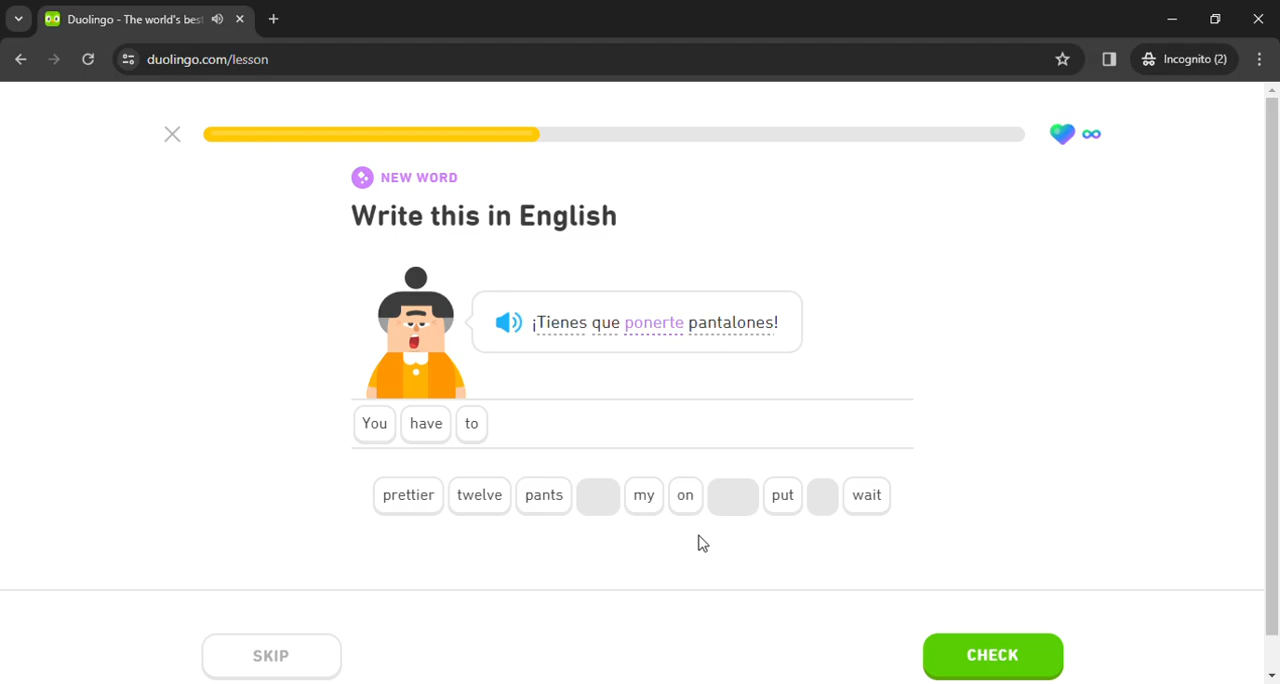 Duolingo - The world's best
duolingo.com/lesson
Incognito (2)
NEW WORD
Write this in English
¡Tienes que ponerte pantalones!
You have to
prettier twelve pants my on put wait
SKIP
CHECK